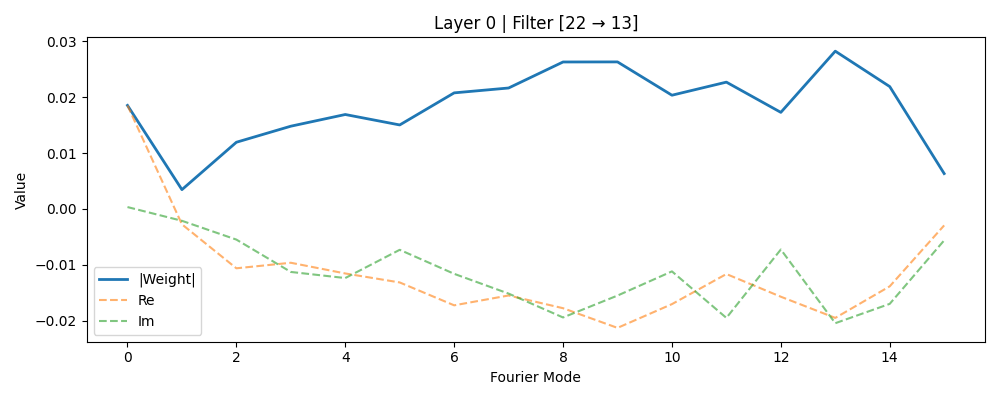 Layer 0 | Filter [22 → 13]
Value
0.03
0.02
0.01
0.00
−0.01
−0.02
|Weight|
Re
Im
0 2 4 6 8 10 12 14
Fourier Mode